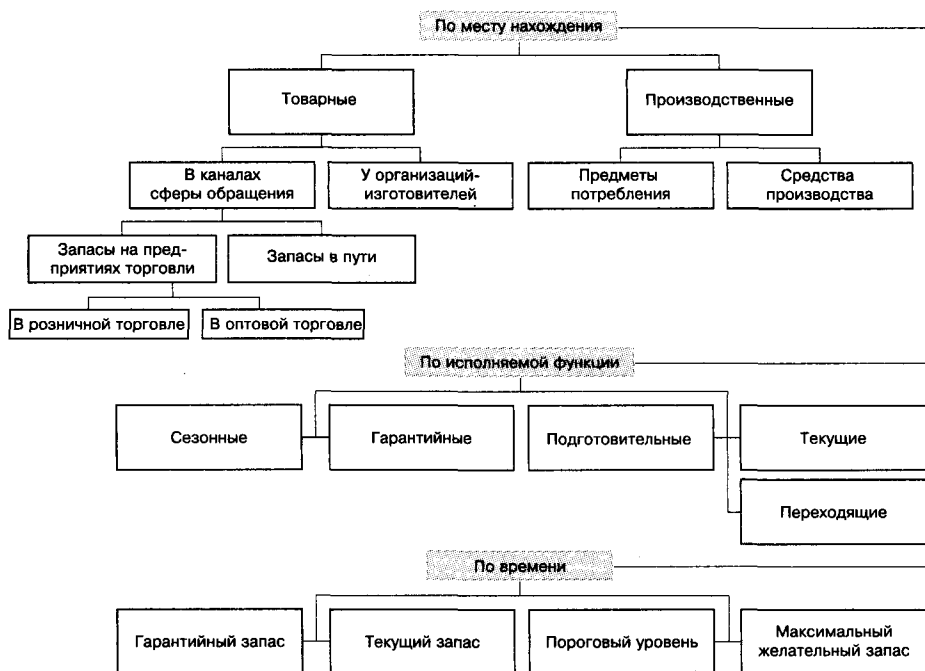 По месту нахождения
Товарные
Производственные
В каналах
сферы обращения
У организаций-
изготовителей
Предметы
потребления
Средства
производства
Запасы на пред-
приятиях торговли
Запасы в пути
В розничной торговле
В оптовой торговле
По исполняемой функции
Сезонные
Гарантийные
Подготовительные
Текущие
Переходящие
По времени
Гарантийный запас
Текущий запас
Пороговый уровень
Максимальный
желательный запас